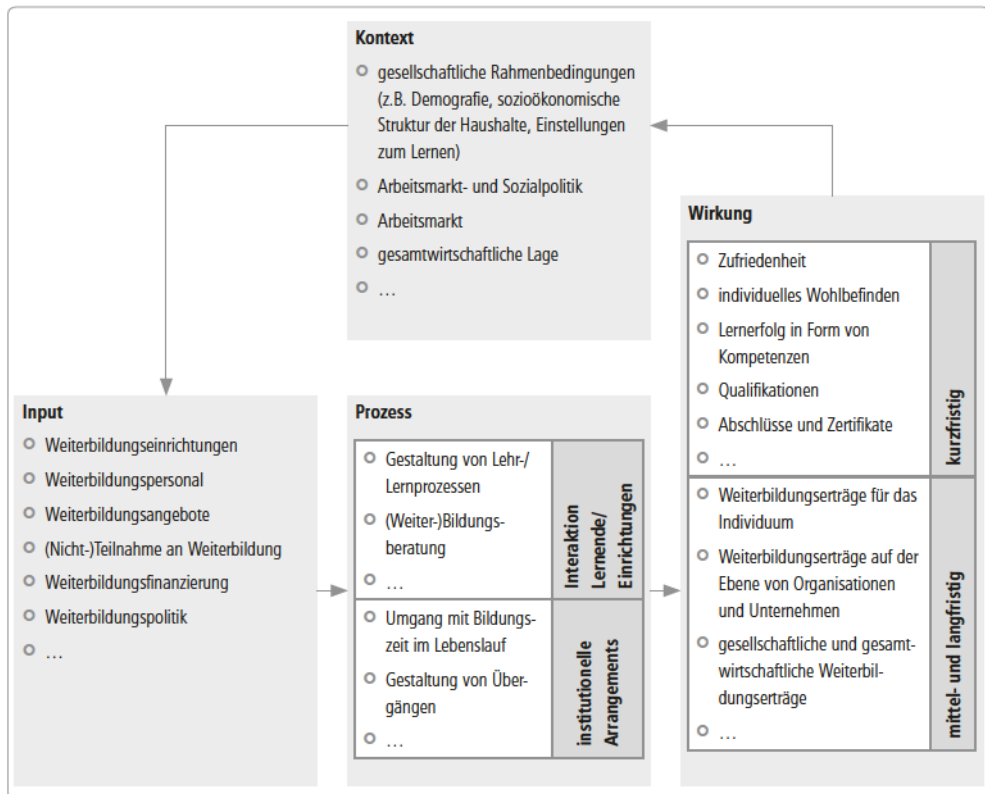 Kontext
gesellschaftliche Rahmenbedingungen
(z.B. Demografie, sozioökonomische
Struktur der Haushalte, Einstellungen
zum Lernen)
Arbeitsmarkt- und Sozialpolitik
Arbeitsmarkt
gesamtwirtschaftliche Lage
…
Input
Weiterbildungseinrichtungen
Weiterbildungspersonal
Weiterbildungsangebote
(Nicht-)Teilnahme an Weiterbildung
Weiterbildungsfinanzierung
Weiterbildungspolitik
…
Prozess
Gestaltung von Lehr-/
Lernprozessen
(Weiter-)Bildungs-
beratung
…
Interaktion
Lernende/
Einrichtungen
Umgang mit Bildungs-
zeit im Lebenslauf
Gestaltung von Über-
gängen
…
institutionelle
Arrangements
Wirkung
Zufriedenheit
individuelles Wohlbefinden
Lernerfolg in Form von
Kompetenzen
Qualifikationen
Abschlüsse und Zertifikate
…
kurzfristig
Weiterbildungserträge für das
Individuum
Weiterbildungserträge auf der
Ebene von Organisationen
und Unternehmen
gesellschaftliche und gesamt-
wirtschaftliche Weiterbil-
dungserträge
…
mittel- und langfristig